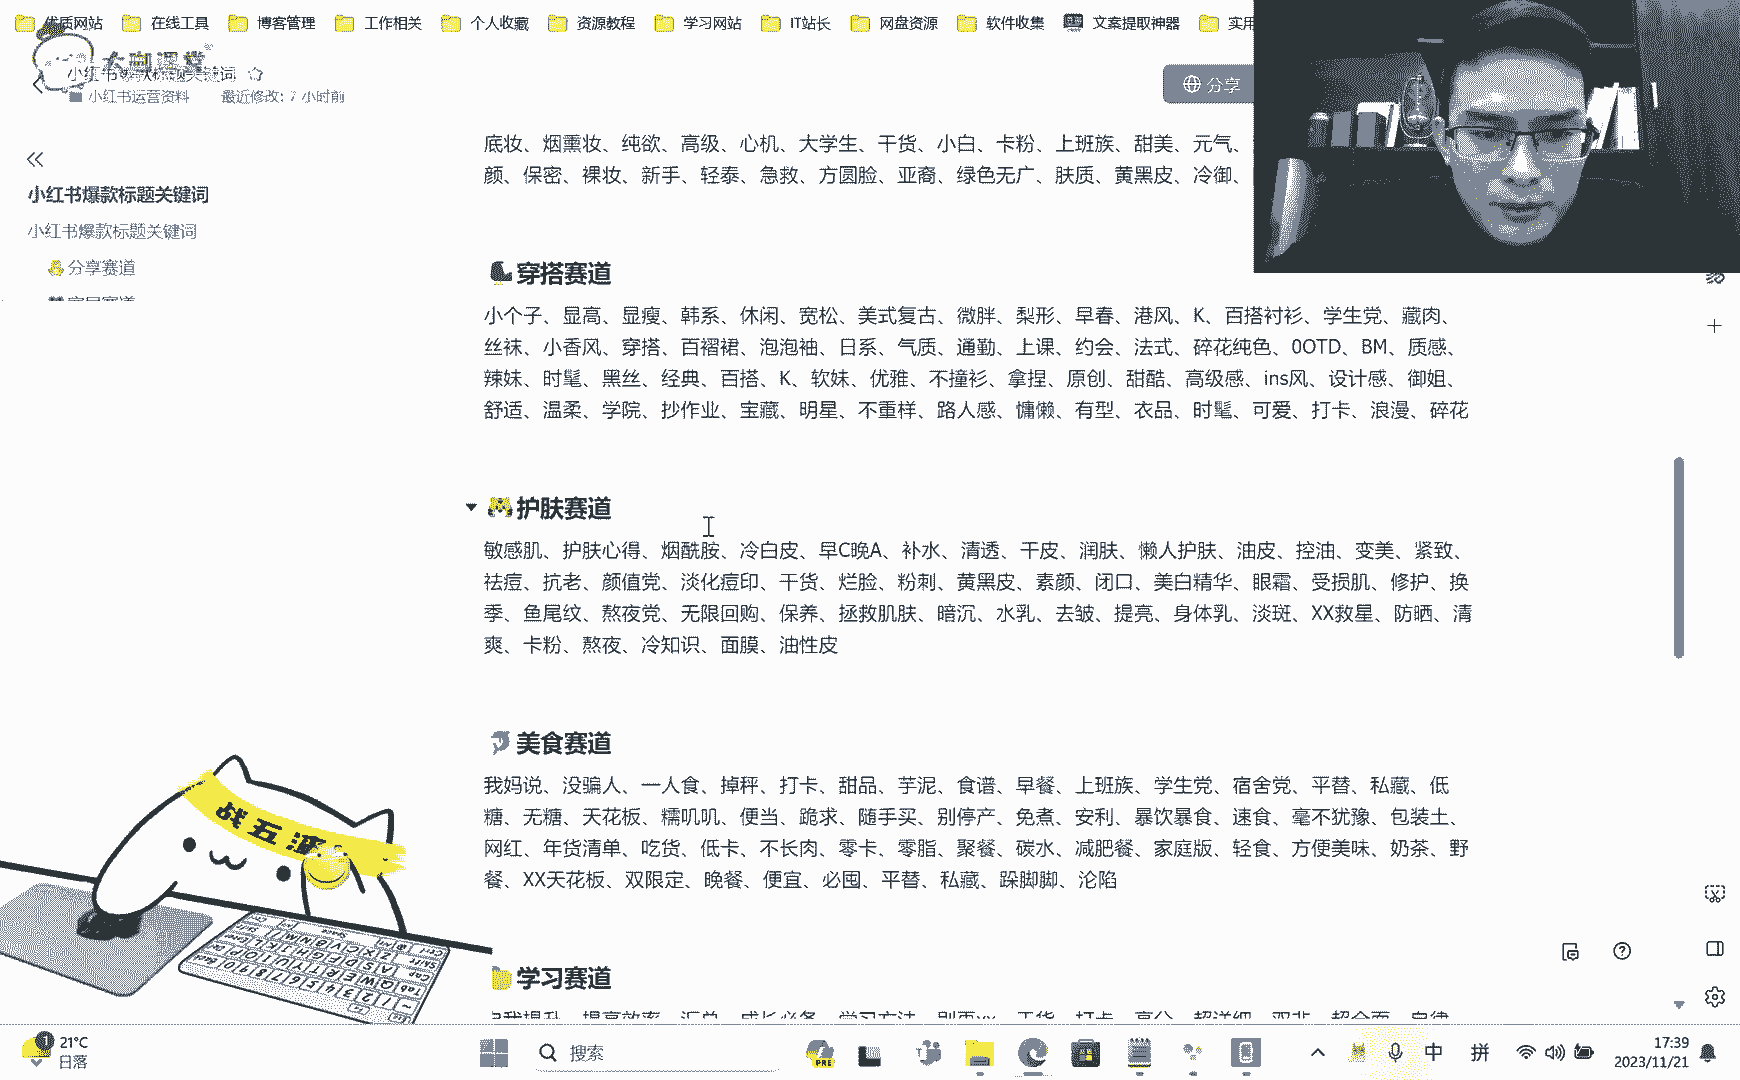 优质网站 在线工具 博客管理 工作相关 个人收藏 资源教程 学习网站 IT站长 网盘资源 软件收集 文案提取神器 实用
大咖课堂
小红书爆款标题关键词
小红书运营资料 最近修改: 7 小时前
分享
小红书爆款标题关键词
小红书爆款标题关键词
分享赛道
底妆、烟熏妆、纯欲、高级、心机、大学生、干货、小白、卡粉、上班族、甜美、元气、
颜、保密、裸妆、新手、轻泰、急救、方圆脸、亚裔、绿色无广、肤质、黄黑皮、冷御、
穿搭赛道
小个子、显高、显瘦、韩系、休闲、宽松、美式复古、微胖、梨形、早春、港风、K、百搭衬衫、学生党、藏肉、
丝袜、小香风、穿搭、百褶裙、泡泡袖、日系、气质、通勤、上课、约会、法式、碎花纯色、0OTD、BM、质感、
辣妹、时髦、黑丝、经典、百搭、K、软妹、优雅、不撞衫、拿捏、原创、甜酷、高级感、ins风、设计感、御姐、
舒适、温柔、学院、抄作业、宝藏、明星、不重样、路人感、慵懒、有型、衣品、时髦、可爱、打卡、浪漫、碎花
护肤赛道
敏感肌、护肤心得、烟酰胺、冷白皮、早C晚A、补水、清透、干皮、润肤、懒人护肤、油皮、控油、变美、紧致、
祛痘、抗老、颜值党、淡化痘印、干货、烂脸、粉刺、黄黑皮、素颜、闭口、美白精华、眼霜、受损肌、修护、换
季、鱼尾纹、熬夜党、无限回购、保养、拯救肌肤、暗沉、水乳、去皱、提亮、身体乳、淡斑、XX救星、防晒、清
爽、卡粉、熬夜、冷知识、面膜、油性皮
美食赛道
我妈说、没骗人、一人食、掉秤、打卡、甜品、芋泥、食谱、早餐、上班族、学生党、宿舍党、平替、私藏、低
糖、无糖、天花板、糯叽叽、便当、跪求、随手买、别停产、免煮、安利、暴饮暴食、速食、毫不犹豫、包装土、
网红、年货清单、吃货、低卡、不长肉、零卡、零脂、聚餐、碳水、减肥餐、家庭版、轻食、方便美味、奶茶、野
餐、XX天花板、双限定、晚餐、便宜、必囤、平替、私藏、跺脚脚、沦陷
学习赛道
战五渣
21°C
日落
搜索
PRE
中 拼
17:39
2023/11/21